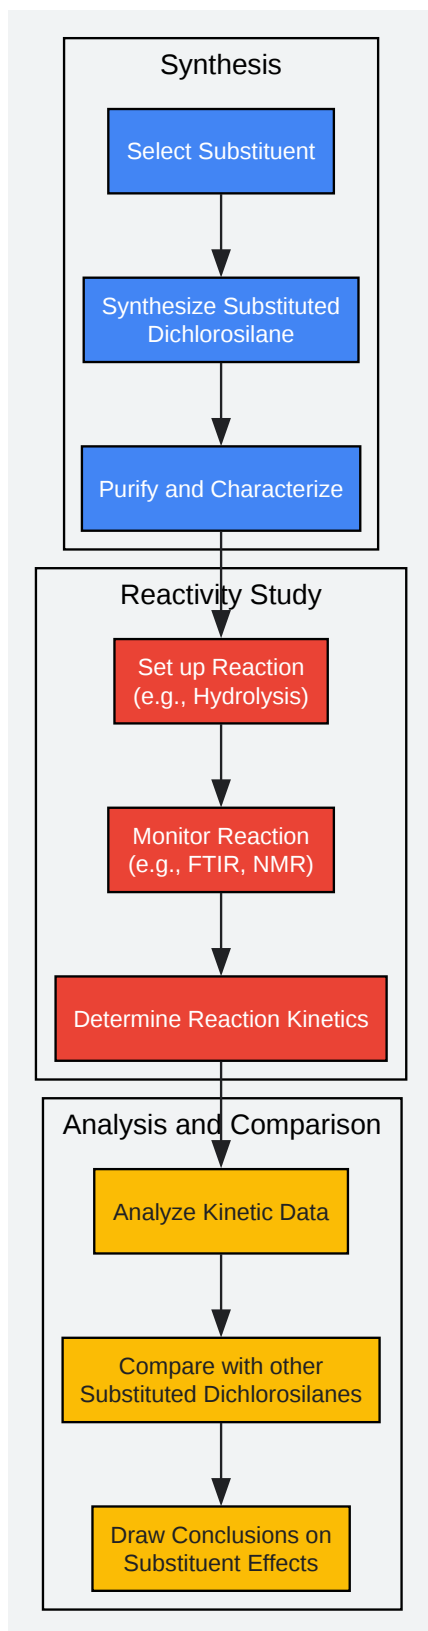 Synthesis
Select Substituent
Synthesize Substituted
Dichlorosilane
Purify and Characterize
Reactivity Study
Set up Reaction
(e.g., Hydrolysis)
Monitor Reaction
(e.g., FTIR, NMR)
Determine Reaction Kinetics
Analysis and Comparison
Analyze Kinetic Data
Compare with other
Substituted Dichlorosilanes
Draw Conclusions on
Substituent Effects